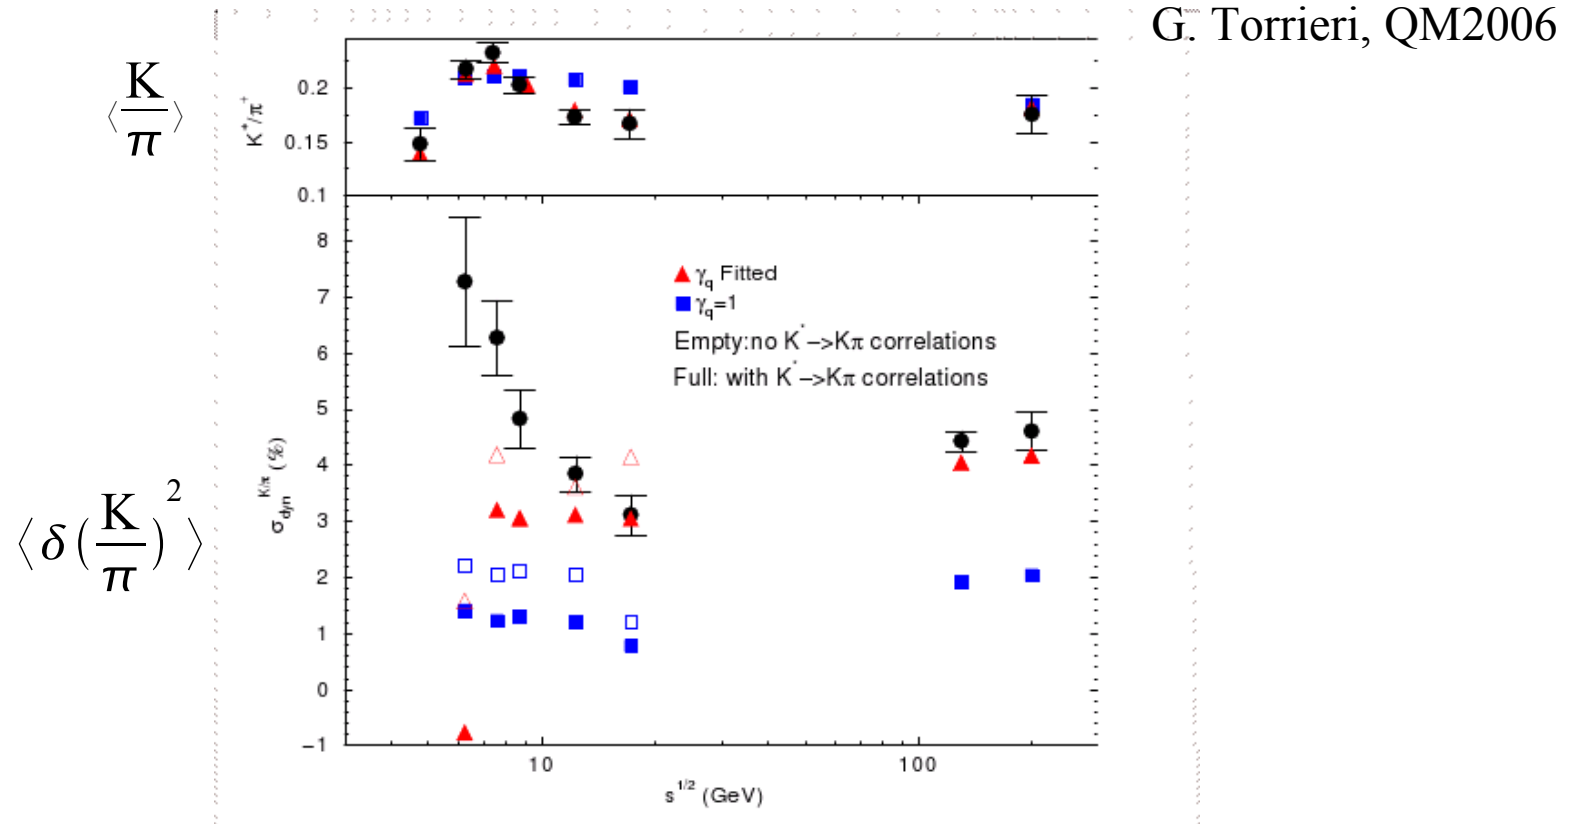 G. Torrieri, QM2006
⟨K/π⟩
K⁺/π⁺
0.2
0.15
0.1
8
7
6
5
4
3
2
1
0
−1
γq Fitted
γq=1
Empty:no K*−>Kπ correlations
Full: with K*−>Kπ correlations
σdyn K/π (%)
⟨δ(K/π)²⟩
10
100
s^1/2 (GeV)